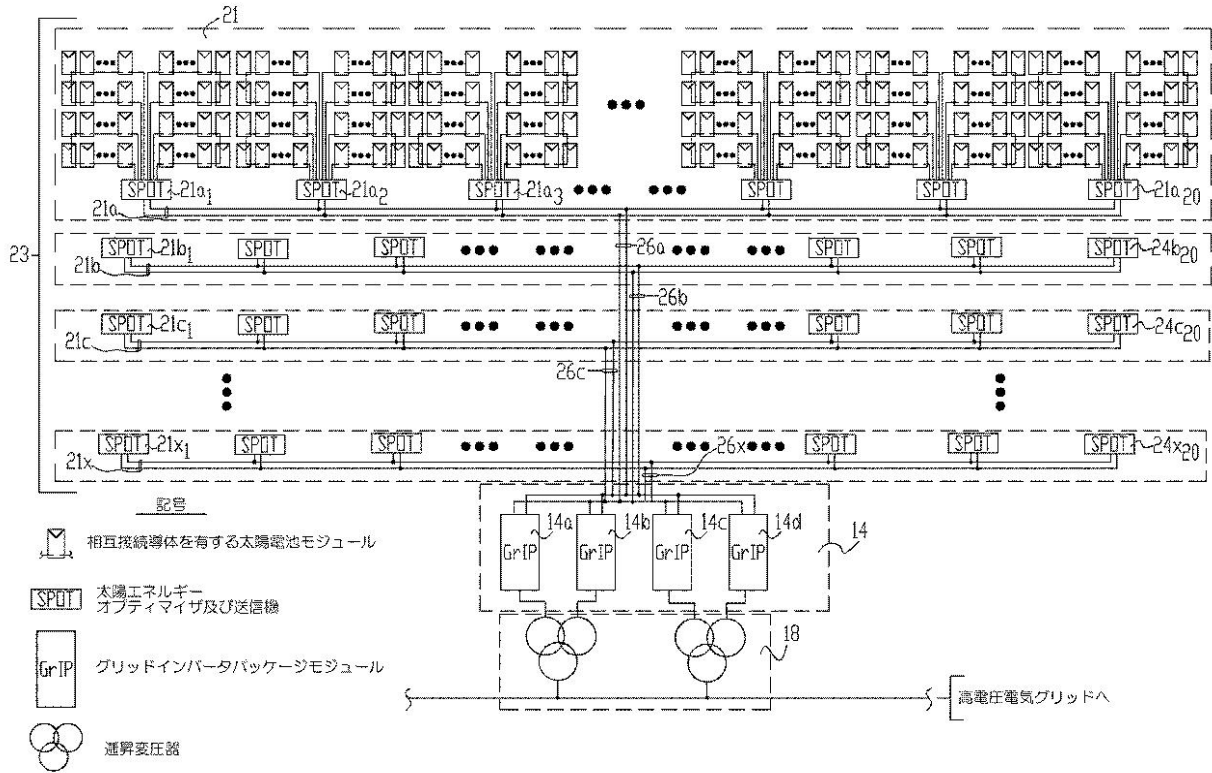 21
SPOT 21a1 SPOT 21a2 SPOT 21a3 SPOT SPOT SPOT 21a20
21a
23
SPOT 21b1 SPOT SPOT 26a SPOT SPOT SPOT 24b20
21b
26b
SPOT 21c1 SPOT SPOT SPOT SPOT SPOT 24c20
21c
26c
SPOT 21x1 SPOT SPOT SPOT SPOT SPOT 24x20
21x 26x
記号
14a 14b 14c 14d 14
GrIP GrIP GrIP GrIP
相互接続導体を有する太陽電池モジュール
SPOT 太陽エネルギー
オプティマイザ及び送信機
18
GrIP グリッドインバータパッケージモジュール
高電圧電気グリッドへ
逓昇変圧器